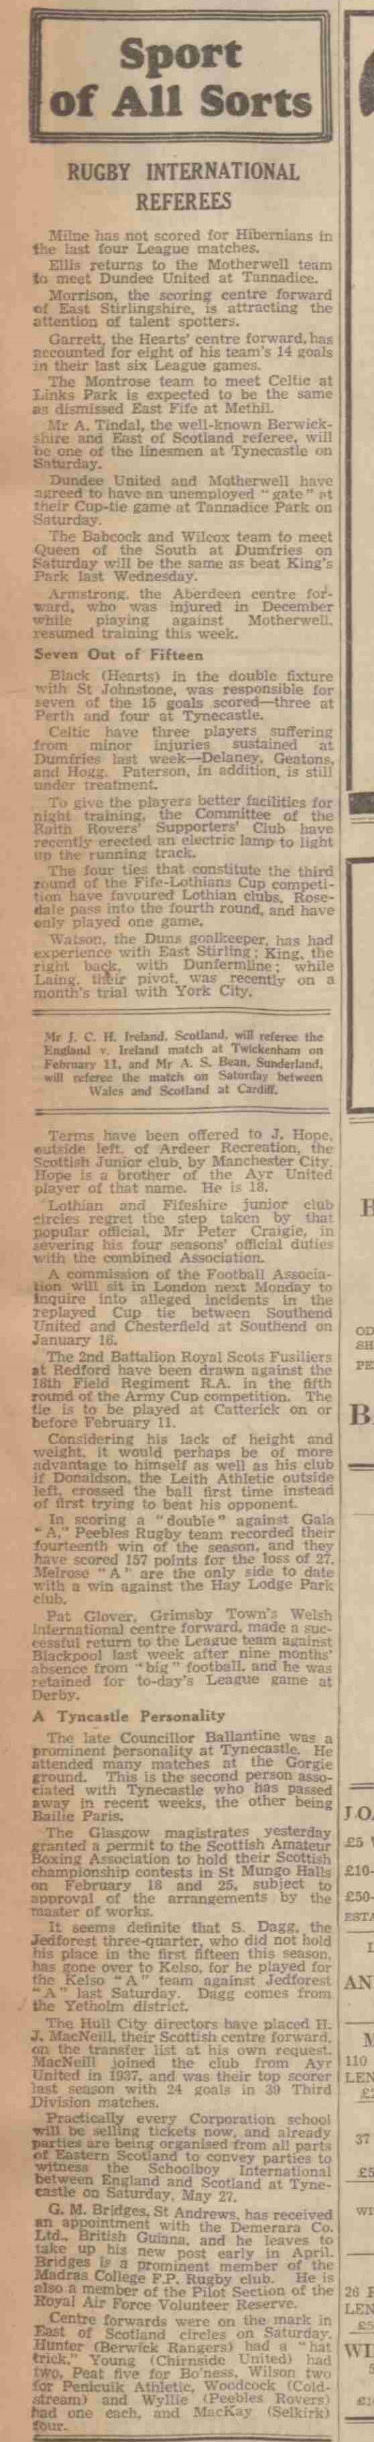 Sport
of All Sorts
RUGBY INTERNATIONAL
REFEREES
Milne has not scored for Hibernians in
the last four League matches.
Ellis returns to the Motherwell team
to meet Dundee United at Tannadice.
Morrison, the scoring centre forward
of East Stirlingshire, is attracting the
attention of talent spotters.
Garrett, the Hearts' centre forward, has
accounted for eight of his team's 14 goals
in their last six League games.
The Montrose team to meet Celtic at
Links Park is expected to be the same
as dismissed East Fife at Methil.
Mr A. Tindal, the well-known Berwick-
shire and East of Scotland referee, will
be one of the linesmen at Tynecastle on
Saturday.
Dundee United and Motherwell have
agreed to have an unemployed "gate" at
their Cup-tie game at Tannadice Park on
Saturday.
The Babcock and Wilcox team to meet
Queen of the South at Dumfries on
Saturday will be the same as beat King's
Park last Wednesday.
Armstrong, the Aberdeen centre for-
ward, who was injured in December
while playing against Motherwell,
resumed training this week.
Seven Out of Fifteen
Black (Hearts) in the double fixture
with St Johnstone, was responsible for
seven of the 15 goals scored—three at
Perth and four at Tynecastle.
Celtic have three players suffering
from minor injuries sustained at
Dumfries last week—Delaney, Geatons,
and Hogg. Paterson, in addition, is still
under treatment.
To give the players better facilities for
night training, the Committee of the
Raith Rovers' Supporters' Club have
recently erected an electric lamp to light
up the running track.
The four ties that constitute the third
round of the Fife-Lothians Cup competi-
tion have favoured Lothian clubs. Rose-
dale pass into the fourth round, and have
only played one game.
Watson, the Duns goalkeeper, has had
experience with East Stirling; King, the
right back, with Dunfermline; while
Laing, their pivot, was recently on a
month's trial with York City.
Mr J. C. H. Ireland, Scotland, will referee the
England v. Ireland match at Twickenham on
February 11, and Mr A. S. Bean, Sunderland,
will referee the match on Saturday between
Wales and Scotland at Cardiff.
Terms have been offered to J. Hope,
outside left, of Ardeer Recreation, the
Scottish Junior club, by Manchester City.
Hope is a brother of the Ayr United
player of that name. He is 18.
Lothian and Fifeshire junior club
circles regret the step taken by that
popular official, Mr Peter Craigie, in
severing his four seasons' official duties
with the combined Association.
A commission of the Football Associa-
tion will sit in London next Monday to
inquire into alleged incidents in the
replayed Cup tie between Southend
United and Chesterfield at Southend on
January 16.
The 2nd Battalion Royal Scots Fusiliers
at Redford have been drawn against the
18th Field Regiment R.A. in the fifth
round of the Army Cup competition. The
tie is to be played at Catterick on or
before February 11.
Considering his lack of height and
weight, it would perhaps be of more
advantage to himself as well as his club
if Donaldson, the Leith Athletic outside
left, crossed the ball first time instead
of first trying to beat his opponent.
In scoring a "double" against Gala
"A," Peebles Rugby team recorded their
fourteenth win of the season, and they
have scored 157 points for the loss of 27.
Melrose "A" are the only side to date
with a win against the Hay Lodge Park
club.
Pat Glover, Grimsby Town's Welsh
international centre forward, made a suc-
cessful return to the League team against
Blackpool last week after nine months'
absence from "big" football, and he was
retained for to-day's League game at
Derby.
A Tyncastle Personality
The late Councillor Ballantine was a
prominent personality at Tynecastle. He
attended many matches at the Gorgie
ground. This is the second person asso-
ciated with Tynecastle who has passed
away in recent weeks, the other being
Bailie Paris.
The Glasgow magistrates yesterday
granted a permit to the Scottish Amateur
Boxing Association to hold their Scottish
championship contests in St Mungo Halls
on February 18 and 25, subject to
approval of the arrangements by the
master of works.
It seems definite that S. Dagg, the
Jedforest three-quarter, who did not hold
his place in the first fifteen this season,
has gone over to Kelso, for he played for
the Kelso "A" team against Jedforest
"A" last Saturday. Dagg comes from
the Yetholm district.
The Hull City directors have placed H.
J. MacNeill, their Scottish centre forward,
on the transfer list at his own request.
MacNeill joined the club from Ayr
United in 1937, and was their top scorer
last season with 24 goals in 39 Third
Division matches.
Practically every Corporation school
will be selling tickets now, and already
parties are being organised from all parts
of Eastern Scotland to convey parties to
witness the Schoolboy International
between England and Scotland at Tyne-
castle on Saturday, May 27.
G. M. Bridges, St Andrews, has received
an appointment with the Demerara Co.
Ltd., British Guiana, and he leaves to
take up his new post early in April.
Bridges is a prominent member of the
Madras College F.P. Rugby club. He is
also a member of the Pilot Section of the
Royal Air Force Volunteer Reserve.
Centre forwards were on the mark in
East of Scotland circles on Saturday.
Hunter (Berwick Rangers) had a "hat
trick," Young (Chirnside United) had
two, Peat five for Bo'ness, Wilson two
for Penicuik Athletic, Woodcock (Cold-
stream) and Wyllie (Peebles Rovers)
had one each, and MacKay (Selkirk)
four.